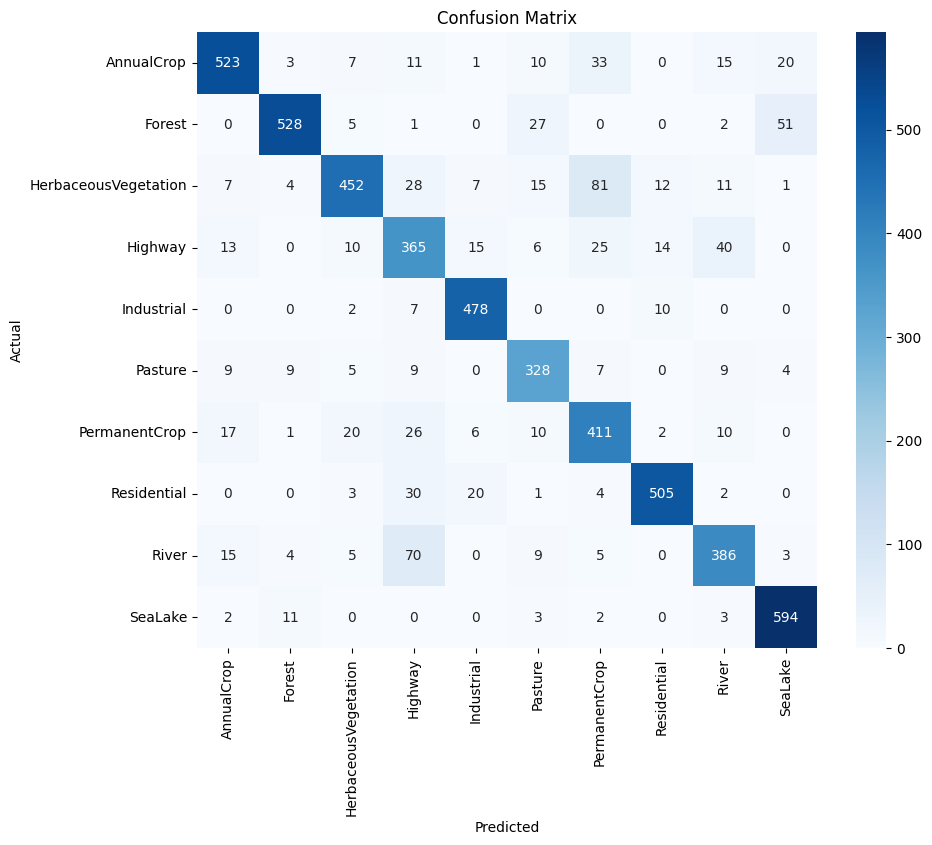 Confusion Matrix
AnnualCrop 523 3 7 11 1 10 33 0 15 20
Forest 0 528 5 1 0 27 0 0 2 51
HerbaceousVegetation 7 4 452 28 7 15 81 12 11 1
Highway 13 0 10 365 15 6 25 14 40 0
Industrial 0 0 2 7 478 0 0 10 0 0
Pasture 9 9 5 9 0 328 7 0 9 4
PermanentCrop 17 1 20 26 6 10 411 2 10 0
Residential 0 0 3 30 20 1 4 505 2 0
River 15 4 5 70 0 9 5 0 386 3
SeaLake 2 11 0 0 0 3 2 0 3 594
Actual
AnnualCrop
Forest
HerbaceousVegetation
Highway
Industrial
Pasture
PermanentCrop
Residential
River
SeaLake
Predicted
500
400
300
200
100
0